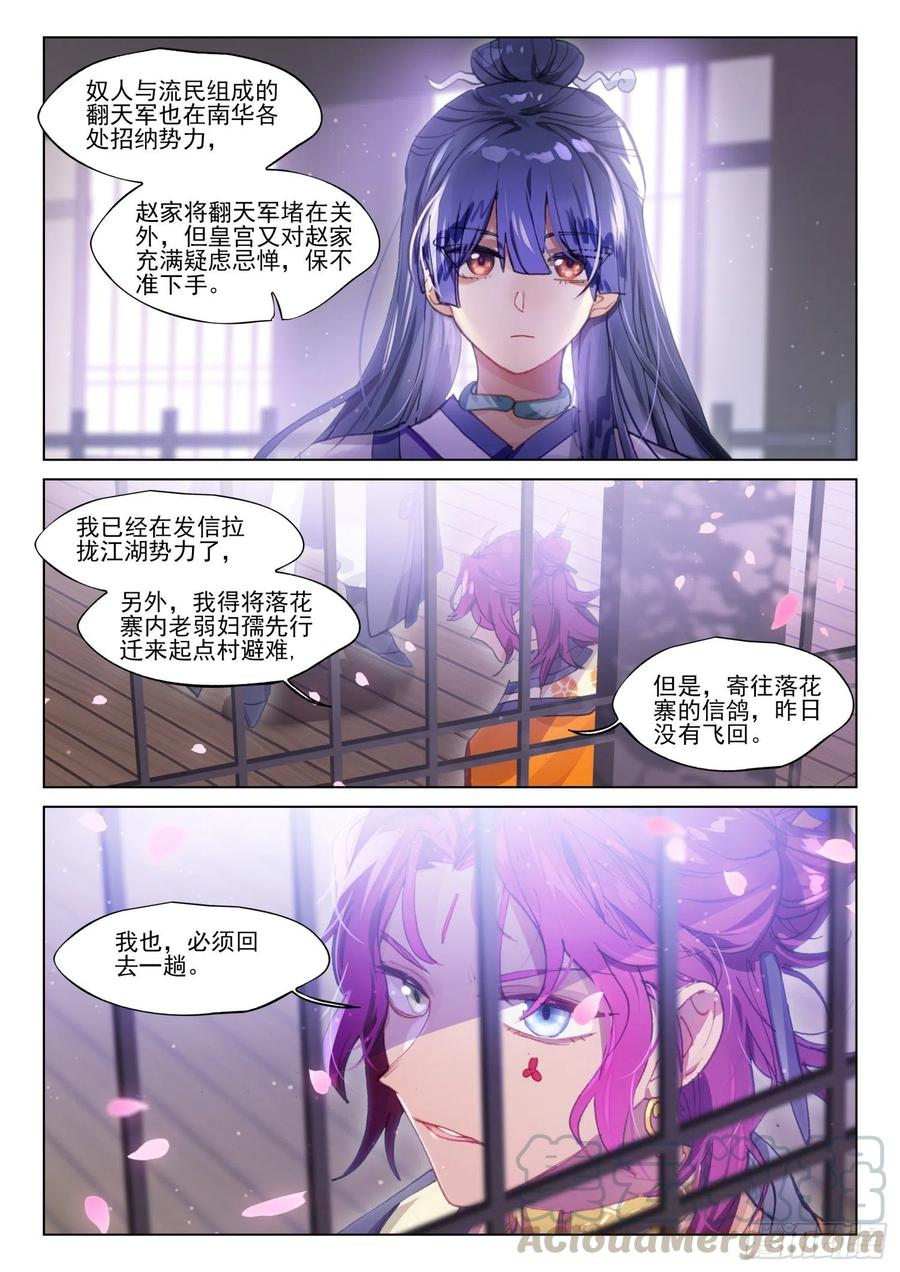 奴人与流民组成的
翻天军也在南华各
处招纳势力，
赵家将翻天军堵在关
外，但皇宫又对赵家
充满疑虑忌惮，保不
准下手。
我已经在发信拉
拢江湖势力了，
另外，我得将落花
寨内老弱妇孺先行
迁来起点村避难，
但是，寄往落花
寨的信鸽，昨日
没有飞回。
我也，必须回
去一趟。
AcloudMerge.com